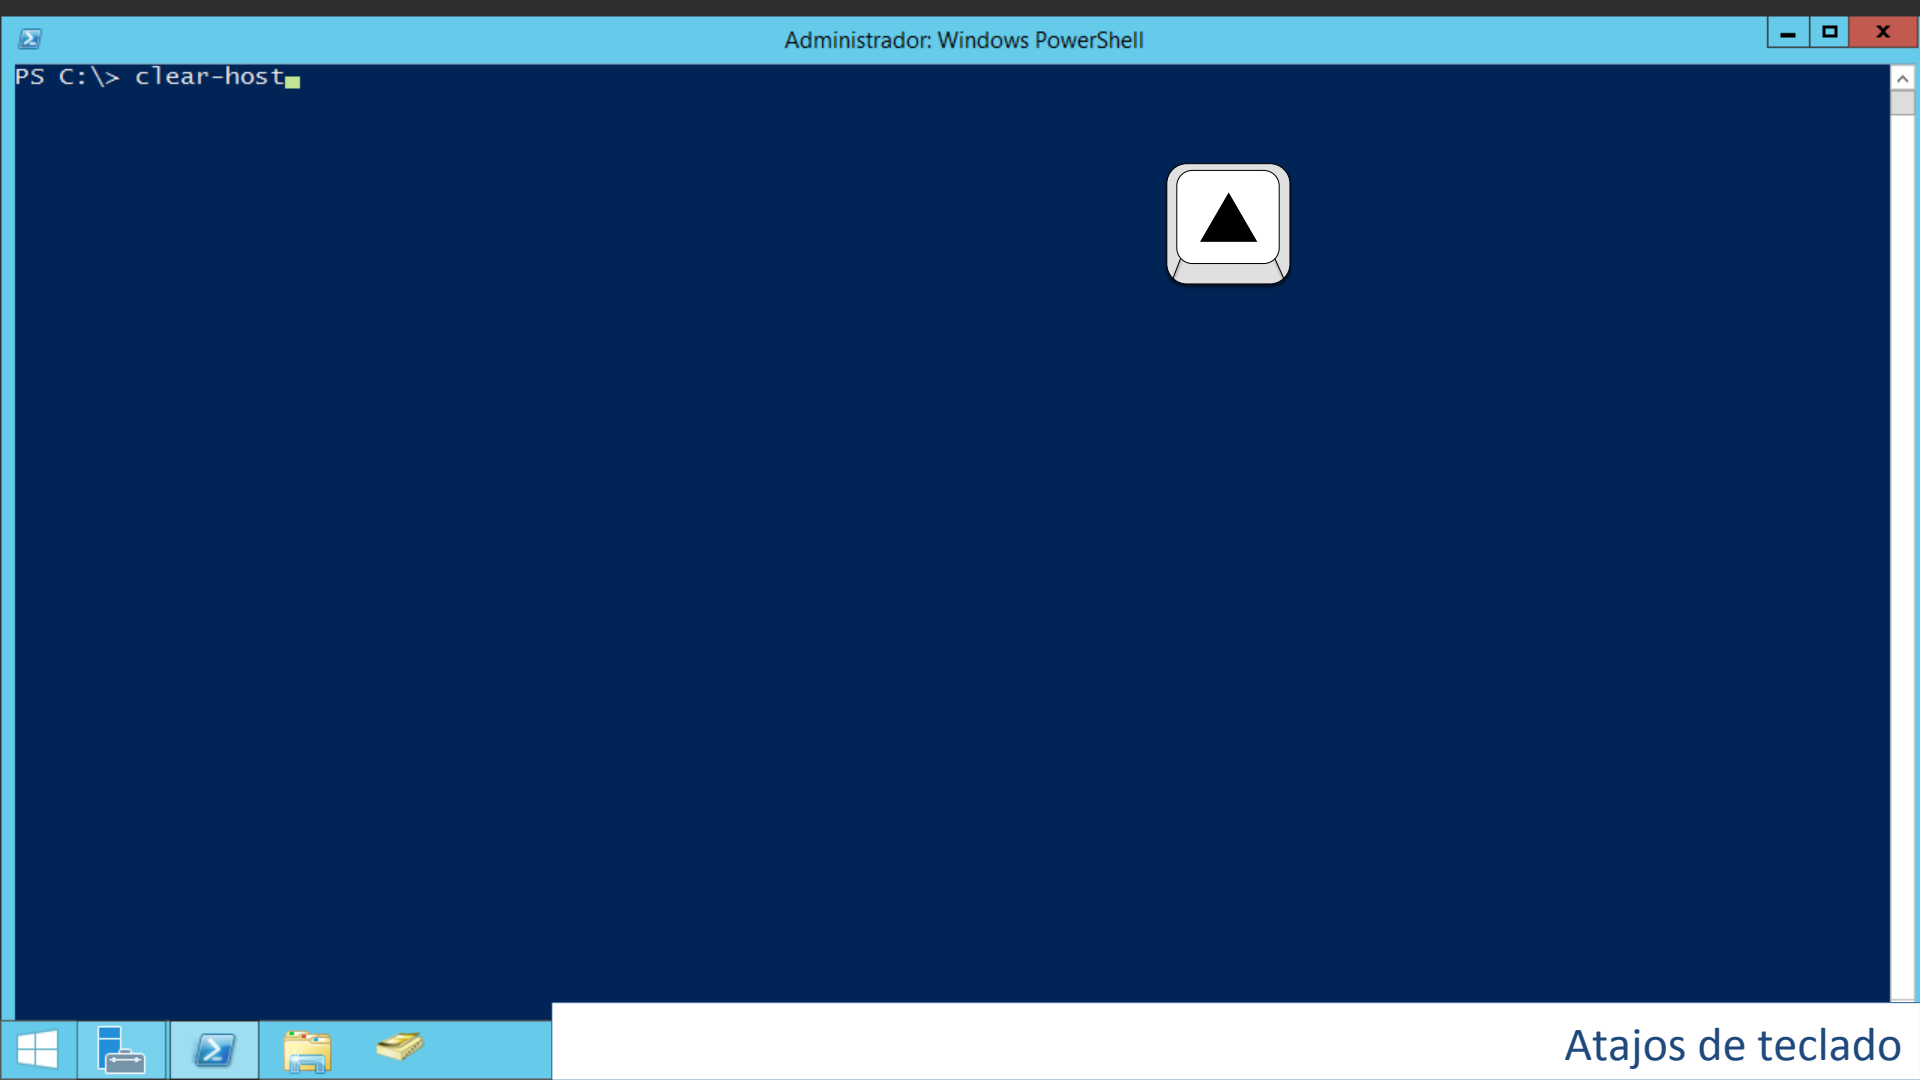 Administrador: Windows PowerShell
PS C:\> clear-host
Atajos de teclado